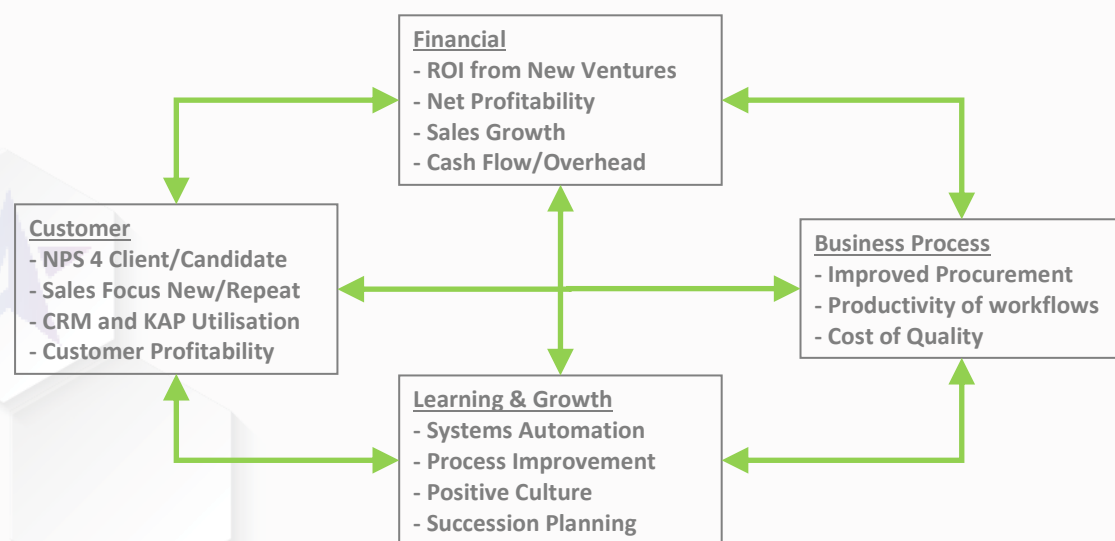 Financial
- ROI from New Ventures
- Net Profitability
- Sales Growth
- Cash Flow/Overhead
Customer
- NPS 4 Client/Candidate
- Sales Focus New/Repeat
- CRM and KAP Utilisation
- Customer Profitability
Business Process
- Improved Procurement
- Productivity of workflows
- Cost of Quality
Learning & Growth
- Systems Automation
- Process Improvement
- Positive Culture
- Succession Planning